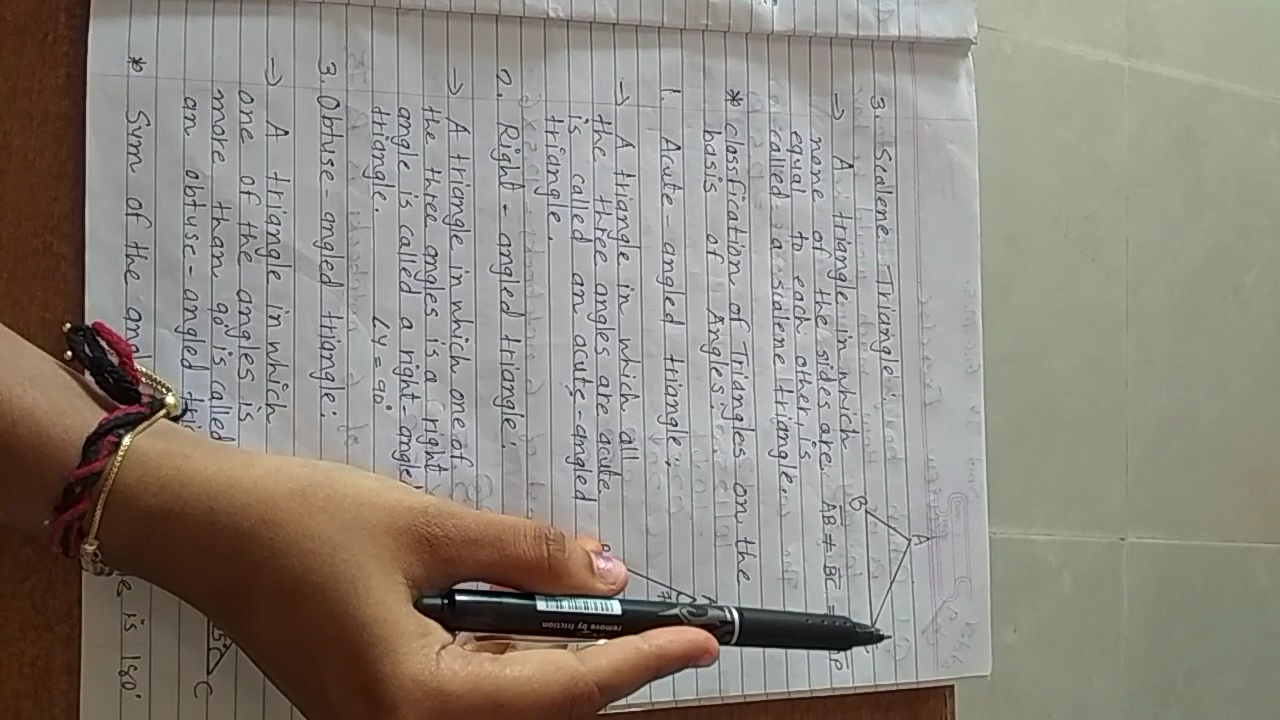 3. Scalene Triangle:
→ A triangle in which
none of the sides are
equal to each other, is AB ≠ BC =
called a scalene triangle.
* classfication of Triangles on the
basis of Angles:
1. Acute-angled triangle:
→ A triangle in which all
the three angles are acute
is called an acute-angled
triangle.
2. Right-angled triangle:
→ A triangle in which one of
the three angles is a right
angle is called a right-angle
triangle. ∠y = 90°
3. Obtuse-angled triangle:
→ A triangle in which
one of the angles is
more than 90° is called
an obtuse-angled
* Sum of the is 180°
A
B
C
remove by friction